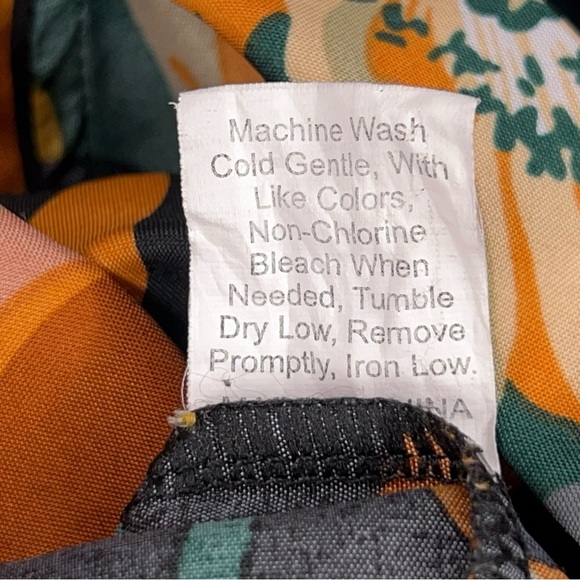 Machine Wash
Cold Gentle, With
Like Colors,
Non-Chlorine
Bleach When
Needed, Tumble
Dry Low, Remove
Promptly, Iron Low.